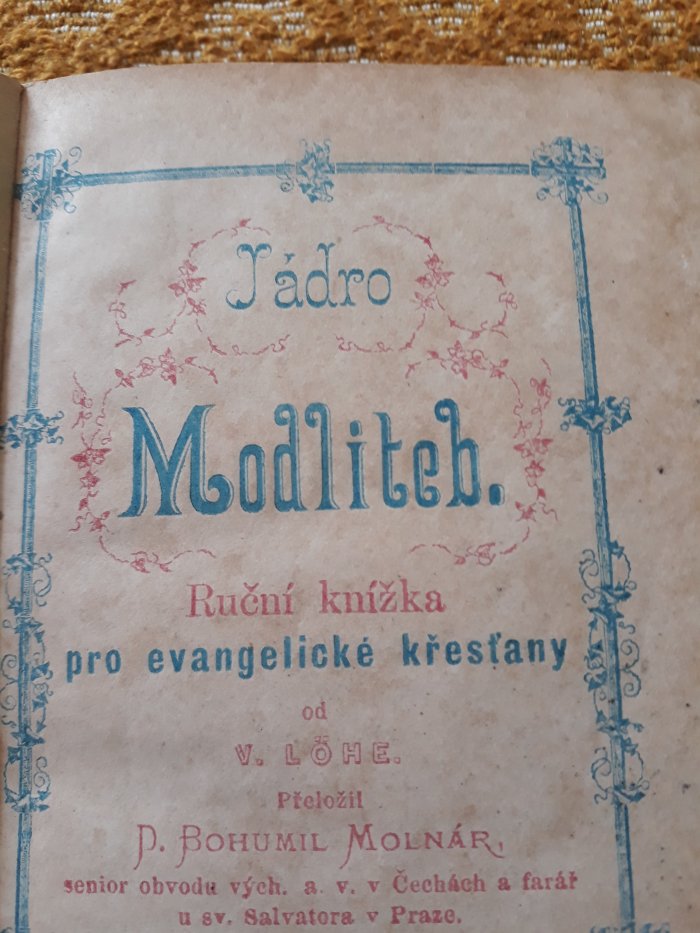 Jádro
Modliteb.
Ruční knížka
pro evangelické křesťany
od
V. LÖHE.
Přeložil
D. BOHUMIL MOLNÁR,
senior obvodu vých. a. v. v Čechách a farář
u sv. Salvatora v Praze.